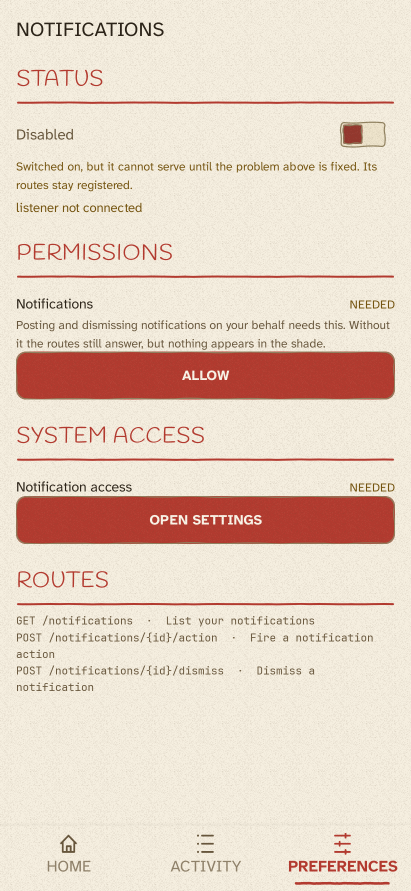 NOTIFICATIONS
STATUS
Disabled
Switched on, but it cannot serve until the problem above is fixed. Its
routes stay registered.
listener not connected
PERMISSIONS
Notifications
NEEDED
Posting and dismissing notifications on your behalf needs this. Without
it the routes still answer, but nothing appears in the shade.
ALLOW
SYSTEM ACCESS
Notification access
NEEDED
OPEN SETTINGS
ROUTES
GET /notifications · List your notifications
POST /notifications/{id}/action · Fire a notification
action
POST /notifications/{id}/dismiss · Dismiss a
notification
HOME
ACTIVITY
PREFERENCES